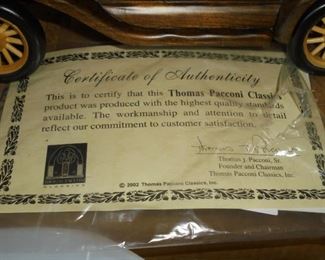 Certificate of Authenticity
This is to certify that this Thomas Pacconi Classics
product was produced with the highest quality standards
available. The workmanship and attention to detail
reflect our commitment to customer satisfaction.
Thomas J. Pacconi, Sr.
Founder and Chairman
Thomas Pacconi Classics, Inc.
© 2002 Thomas Pacconi Classics, Inc.